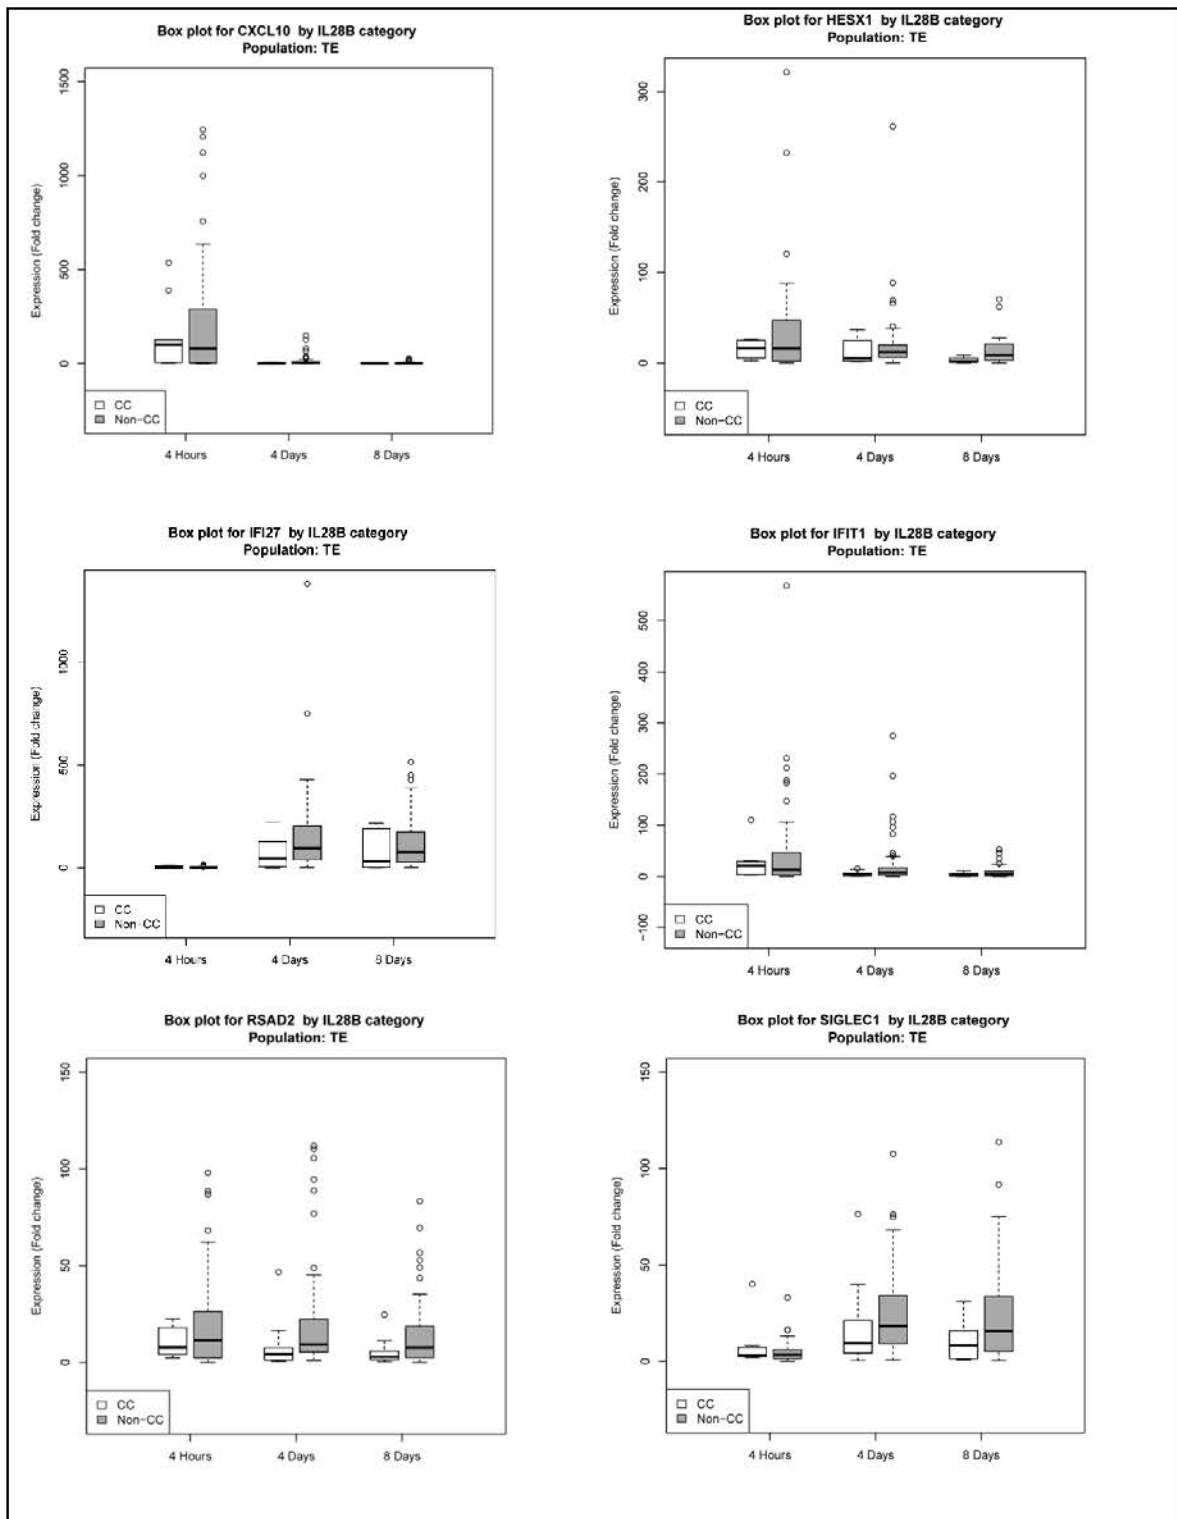 Box plot for CXCL10 by IL28B category
Population: TE
Expression (Fold change)
1500
1000
500
0
CC
Non−CC
4 Hours
4 Days
8 Days
Box plot for HESX1 by IL28B category
Population: TE
Expression (Fold change)
300
200
100
0
CC
Non−CC
4 Hours
4 Days
8 Days
Box plot for IFI27 by IL28B category
Population: TE
Expression (Fold change)
1000
500
0
CC
Non−CC
4 Hours
4 Days
8 Days
Box plot for IFIT1 by IL28B category
Population: TE
Expression (Fold change)
500
400
300
200
100
0
−100
CC
Non−CC
4 Hours
4 Days
8 Days
Box plot for RSAD2 by IL28B category
Population: TE
Expression (Fold change)
150
100
50
0
CC
Non−CC
4 Hours
4 Days
8 Days
Box plot for SIGLEC1 by IL28B category
Population: TE
Expression (Fold change)
150
100
50
0
CC
Non−CC
4 Hours
4 Days
8 Days